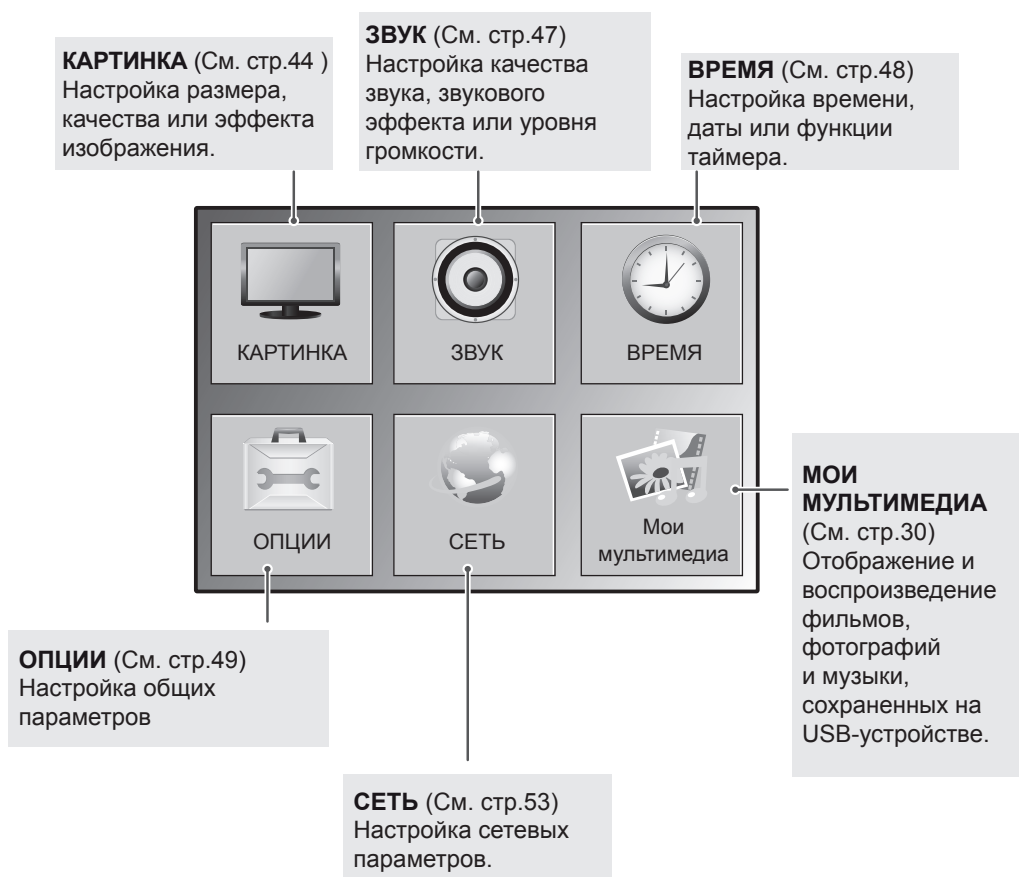 КАРТИНКА (См. стр.44 )
Настройка размера,
качества или эффекта
изображения.
ЗВУК (См. стр.47)
Настройка качества
звука, звукового
эффекта или уровня
громкости.
ВРЕМЯ (См. стр.48)
Настройка времени,
даты или функции
таймера.
КАРТИНКА
ЗВУК
ВРЕМЯ
ОПЦИИ
СЕТЬ
Мои
мультимедиа
МОИ
МУЛЬТИМЕДИА
(См. стр.30)
Отображение и
воспроизведение
фильмов,
фотографий
и музыки,
сохраненных на
USB-устройстве.
ОПЦИИ (См. стр.49)
Настройка общих
параметров
СЕТЬ (См. стр.53)
Настройка сетевых
параметров.